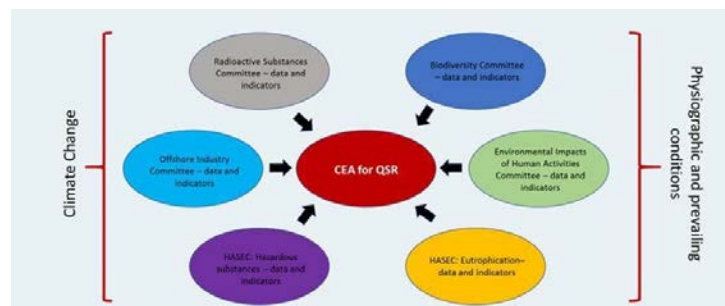 Climate Change
Radioactive Substances
Committee – data and
indicators
Biodiversity Committee
– data and indicators
Offshore Industry
Committee – data and
indicators
CEA for QSR
Environmental Impacts
of Human Activities
Committee – data and
indicators
HASEC: Hazardous
substances – data and
indicators
HASEC: Eutrophication–
data and indicators
Physiographic and prevailing
conditions